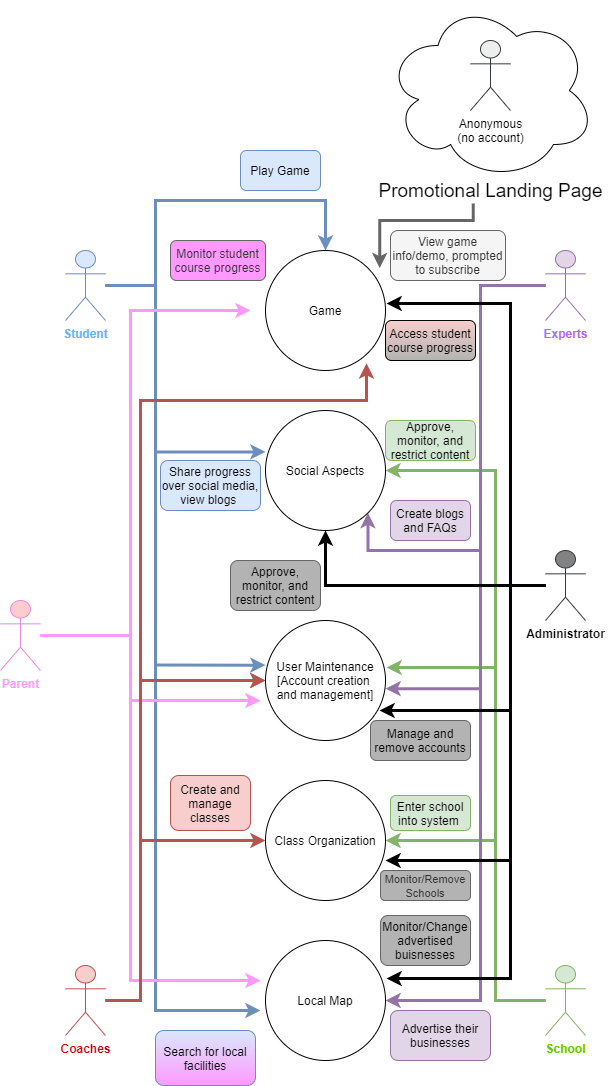 Anonymous
(no account)
Promotional Landing Page
Play Game
View game
info/demo, prompted
to subscribe
Monitor student
course progress
Game
Student
Experts
Access student
course progress
Approve,
monitor, and
restrict content
Social Aspects
Share progress
over social media,
view blogs
Create blogs
and FAQs
Approve,
monitor, and
restrict content
Administrator
Parent
User Maintenance
[Account creation
and management]
Manage and
remove accounts
Create and
manage
classes
Enter school
into system
Class Organization
Monitor/Remove
Schools
Monitor/Change
advertised
buisnesses
Local Map
Coaches
School
Advertise their
businesses
Search for local
facilities